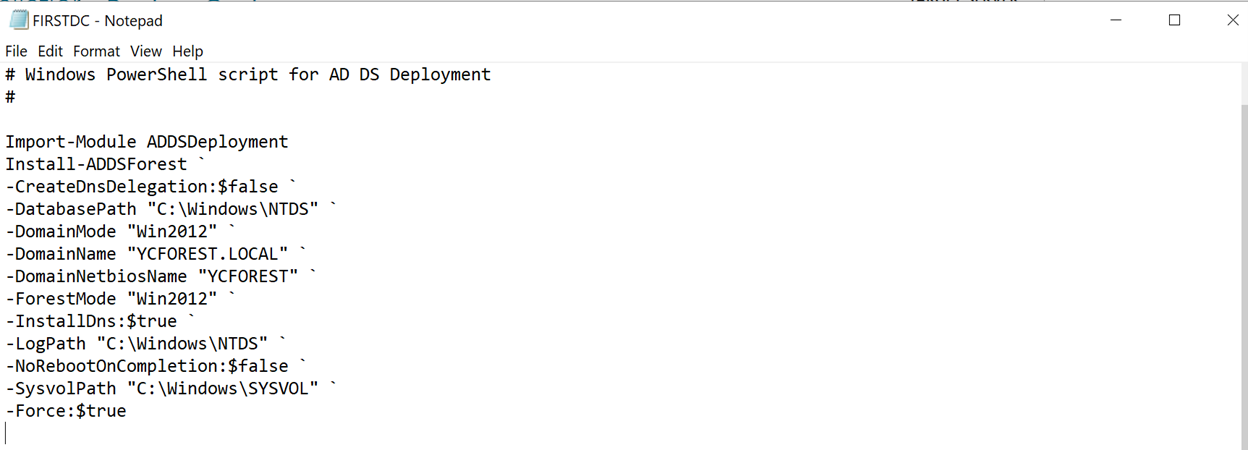 FIRSTDC - Notepad
File Edit Format View Help
# Windows PowerShell script for AD DS Deployment
#
Import-Module ADDSDeployment
Install-ADDSForest `
-CreateDnsDelegation:$false `
-DatabasePath "C:\Windows\NTDS" `
-DomainMode "Win2012" `
-DomainName "YCFOREST.LOCAL" `
-DomainNetbiosName "YCFOREST" `
-ForestMode "Win2012" `
-InstallDns:$true `
-LogPath "C:\Windows\NTDS" `
-NoRebootOnCompletion:$false `
-SysvolPath "C:\Windows\SYSVOL" `
-Force:$true